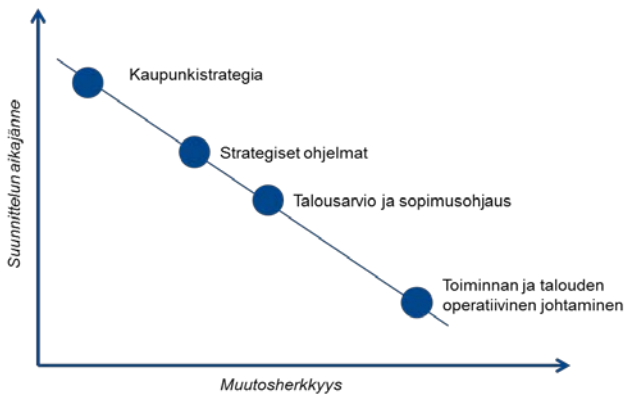 Kaupunkistrategia
Strategiset ohjelmat
Talousarvio ja sopimusohjaus
Toiminnan ja talouden
operatiivinen johtaminen
Suunnittelun aikajänne
Muutosherkkyys